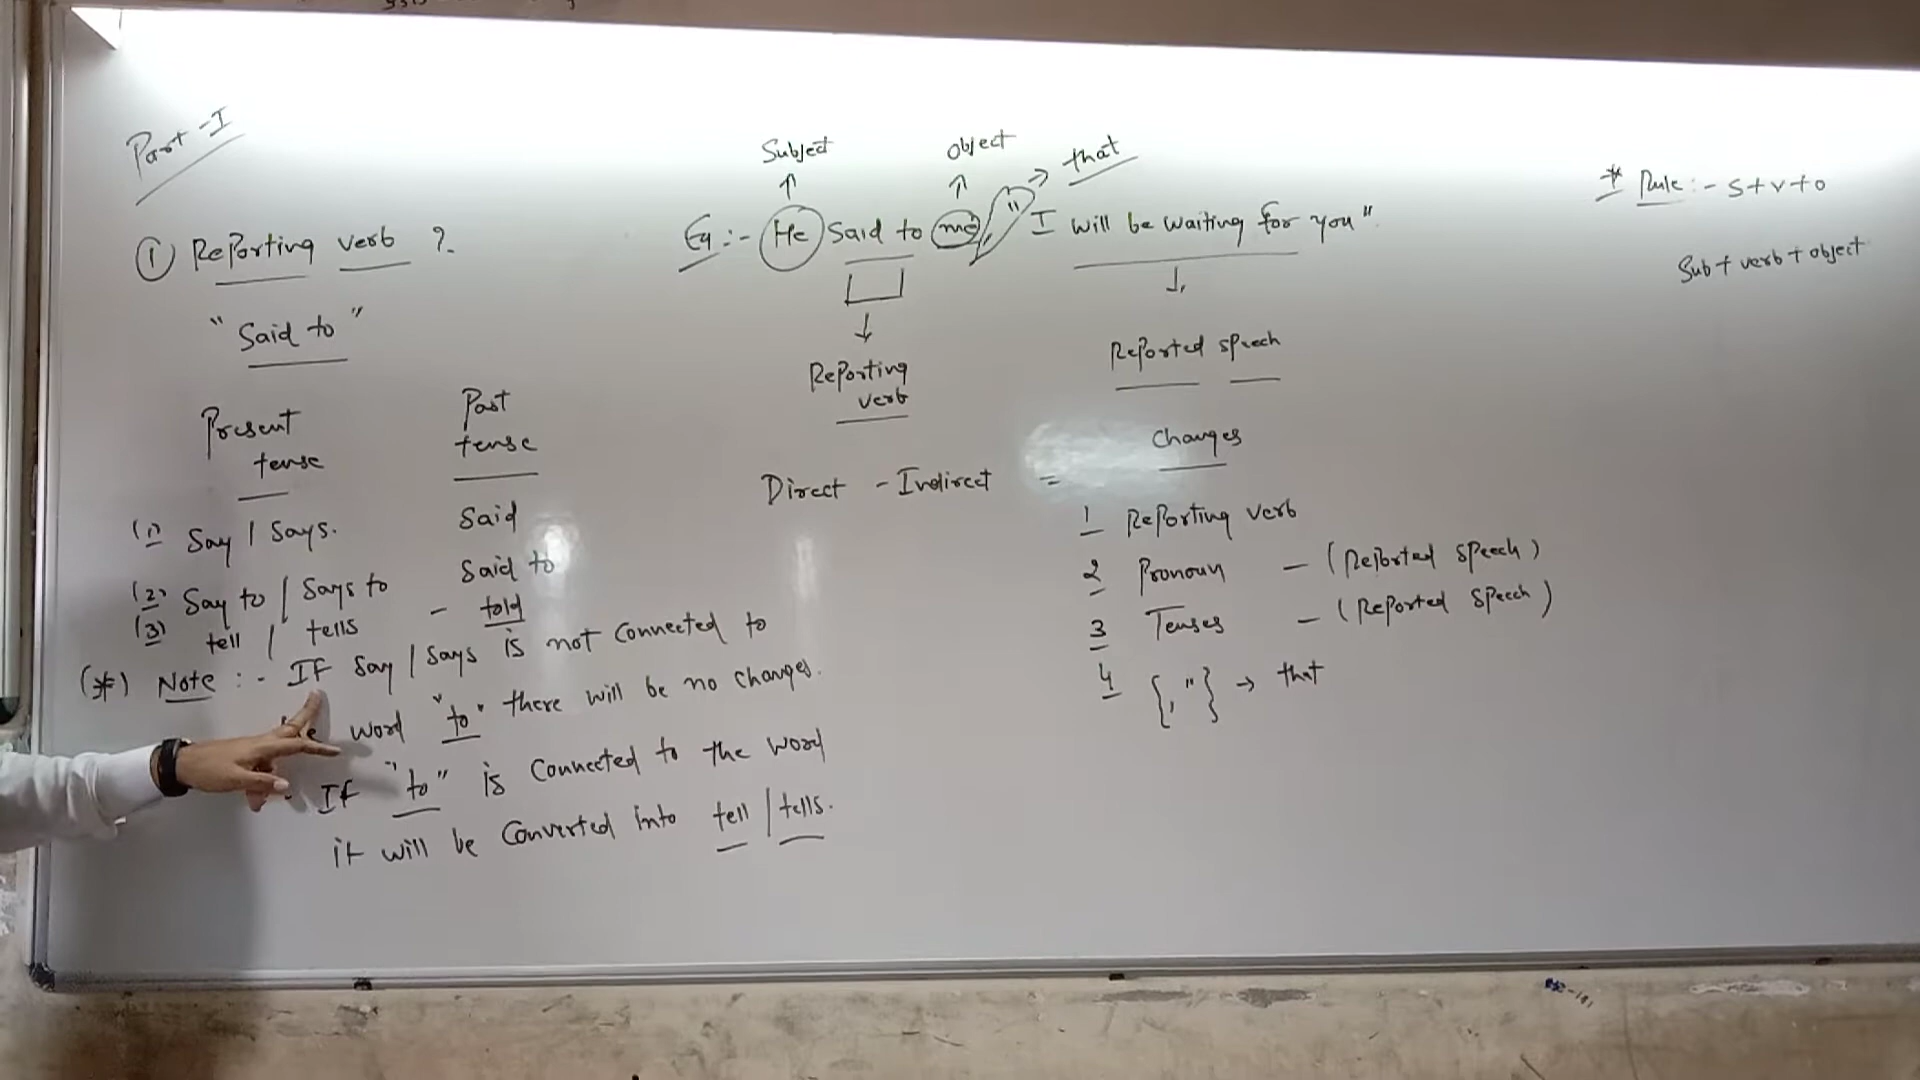 Part-I
① Reporting verb ?
"Said to"
Present tense
Past tense
(1) Say / Says.
Said
(2) Say to / Says to
Said to
(3) tell / tells - told
(*) Note :- If Say / Says is not connected to
word "to" there will be no changes.
If "to" is connected to the word
it will be converted into tell / tells.
Subject
object
that
Eg :- He Said to me, "I will be waiting for you".
Reporting verb
Reported speech
Changes
Direct - Indirect =
1 Reporting verb
2 Pronoun - (Reported speech)
3 Tenses - (Reported speech)
4 {, "} → that
* Rule :- S+V+O
Sub + verb + object